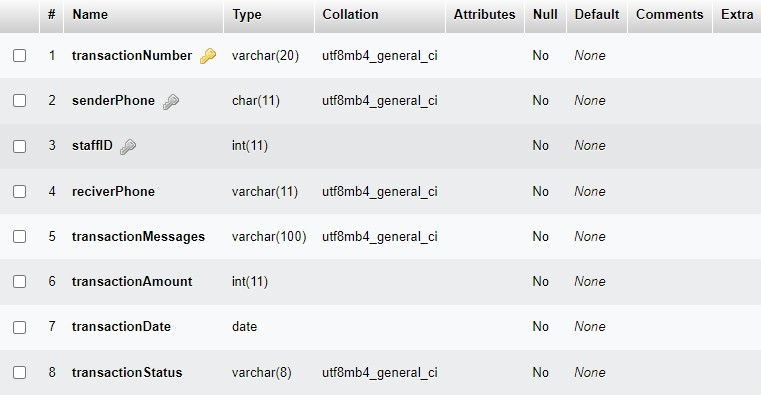 # Name Type Collation Attributes Null Default Comments Extra
1 transactionNumber varchar(20) utf8mb4_general_ci No None
2 senderPhone char(11) utf8mb4_general_ci No None
3 staffID int(11) No None
4 reciverPhone varchar(11) utf8mb4_general_ci No None
5 transactionMessages varchar(100) utf8mb4_general_ci No None
6 transactionAmount int(11) No None
7 transactionDate date No None
8 transactionStatus varchar(8) utf8mb4_general_ci No None